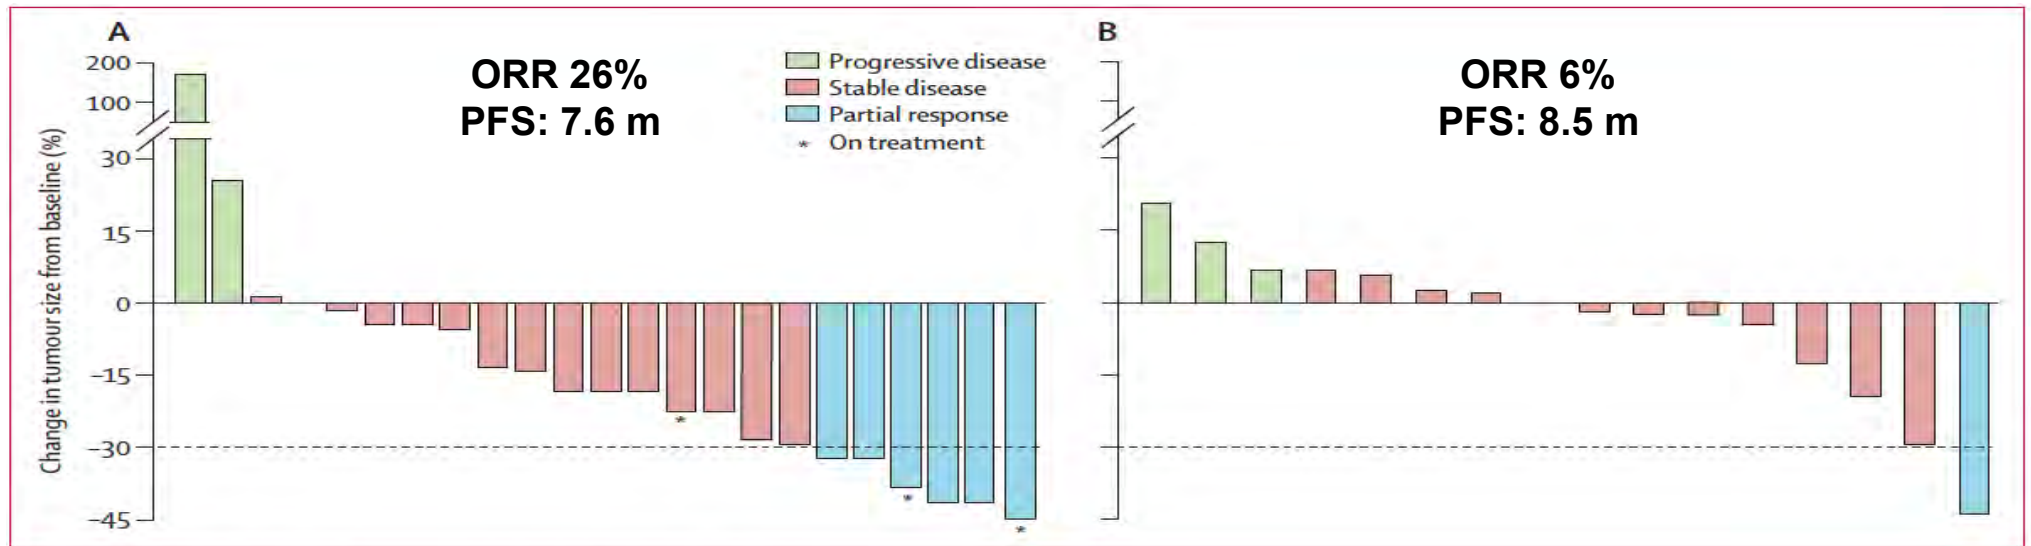 A
ORR 26%
PFS: 7.6 m
Progressive disease
Stable disease
Partial response
* On treatment
Change in tumour size from baseline (%)
200
100
30
15
0
−15
−30
−45
*
*
*
B
ORR 6%
PFS: 8.5 m